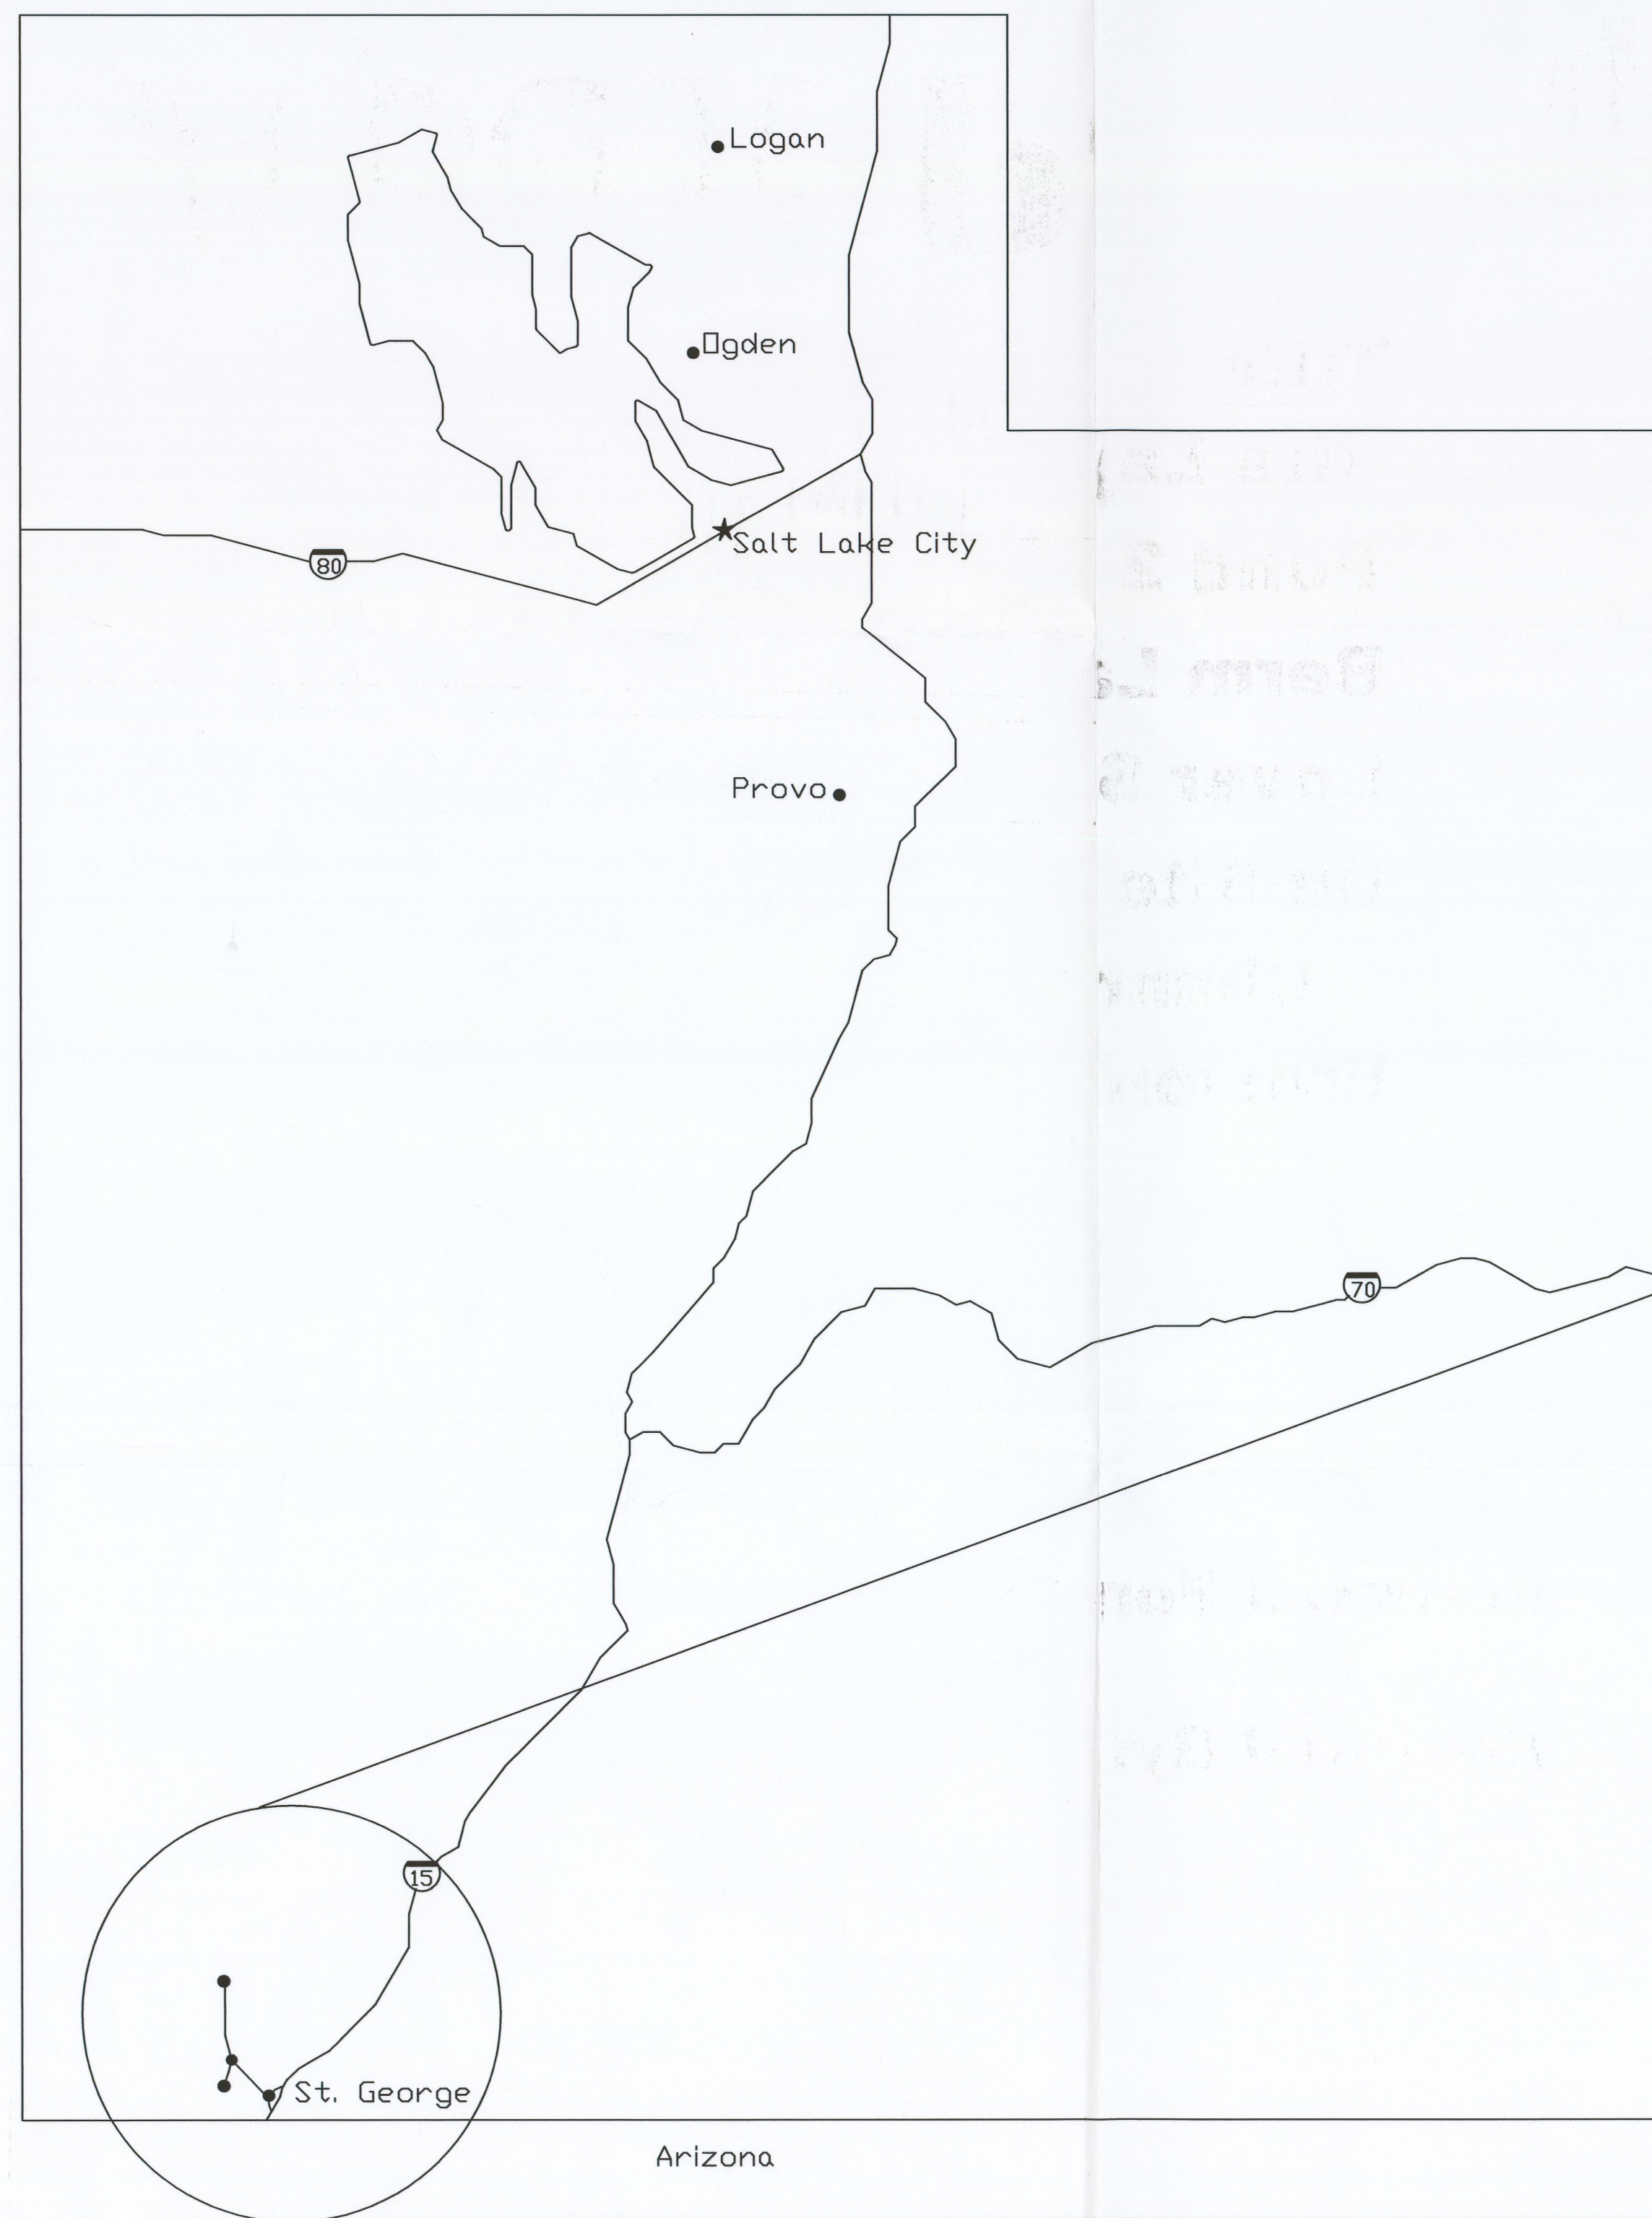 Logan
Ogden
80
Salt Lake City
Provo
70
15
St. George
Arizona